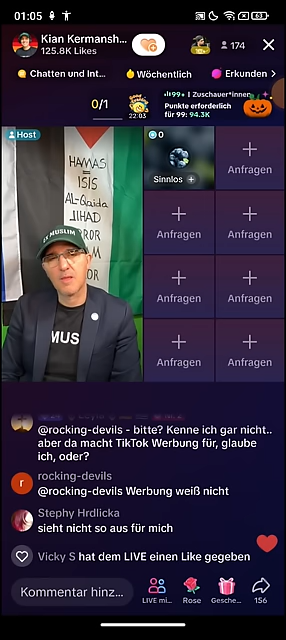 01:05
63
Kian Kermansh...
125.8K Likes
174
Chatten und Int...
Wöchentlich
Erkunden
0/1
22:03
99+
Zuschauer*innen
Punkte erforderlich
für 99: 94.3K
Host
0
Sinnlos +
HAMAS
=
ISIS
AL-Qaida
JIHAD
MUSLIM
MUS
Anfragen
Anfragen Anfragen
Anfragen Anfragen
Anfragen Anfragen
@rocking-devils - bitte? Kenne ich gar nicht..
aber da macht TikTok Werbung für, glaube
ich, oder?
r
rocking-devils
@rocking-devils Werbung weiß nicht
Stephy Hrdlicka
sieht nicht so aus für mich
Vicky S hat dem LIVE einen Like gegeben
Kommentar hinz...
LIVE mi...
Rose
Gesche...
156